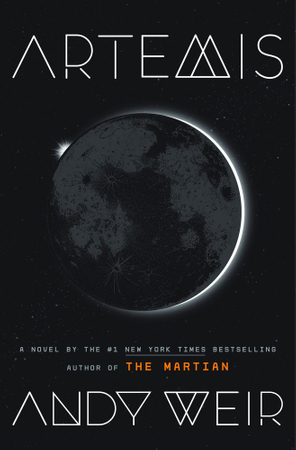 ARTEMIS
A NOVEL BY THE #1 NEW YORK TIMES BESTSELLING
AUTHOR OF THE MARTIAN
ANDY WEIR